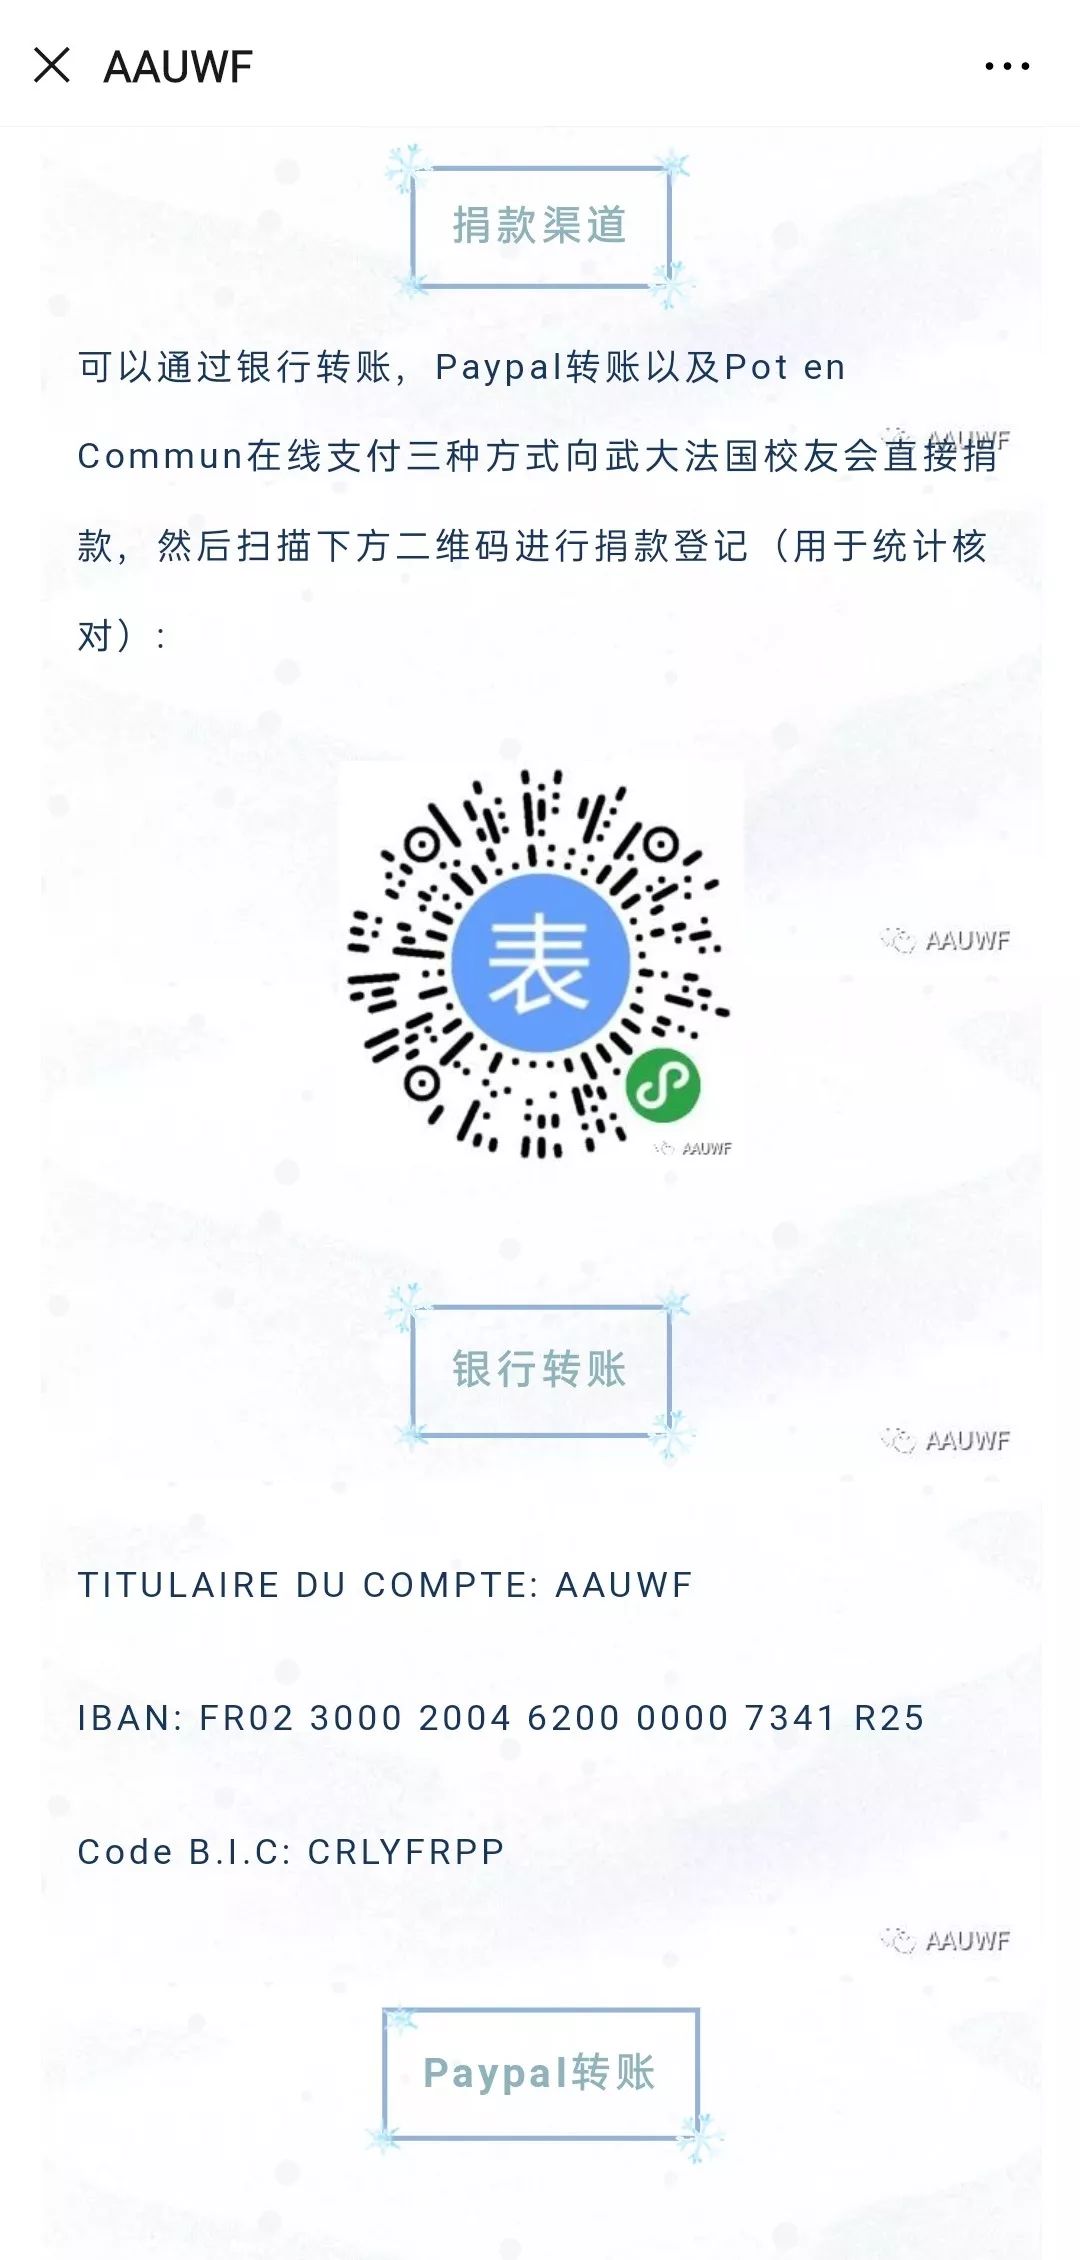 AAUWF
捐款渠道
可以通过银行转账，Paypal转账以及Pot en
AAUWF
Commun在线支付三种方式向武大法国校友会直接捐
款，然后扫描下方二维码进行捐款登记（用于统计核
对）:
表
AAUWF
AAUWF
银行转账
AAUWF
TITULAIRE DU COMPTE: AAUWF
IBAN: FR02 3000 2004 6200 0000 7341 R25
Code B.I.C: CRLYFRPP
AAUWF
Paypal转账